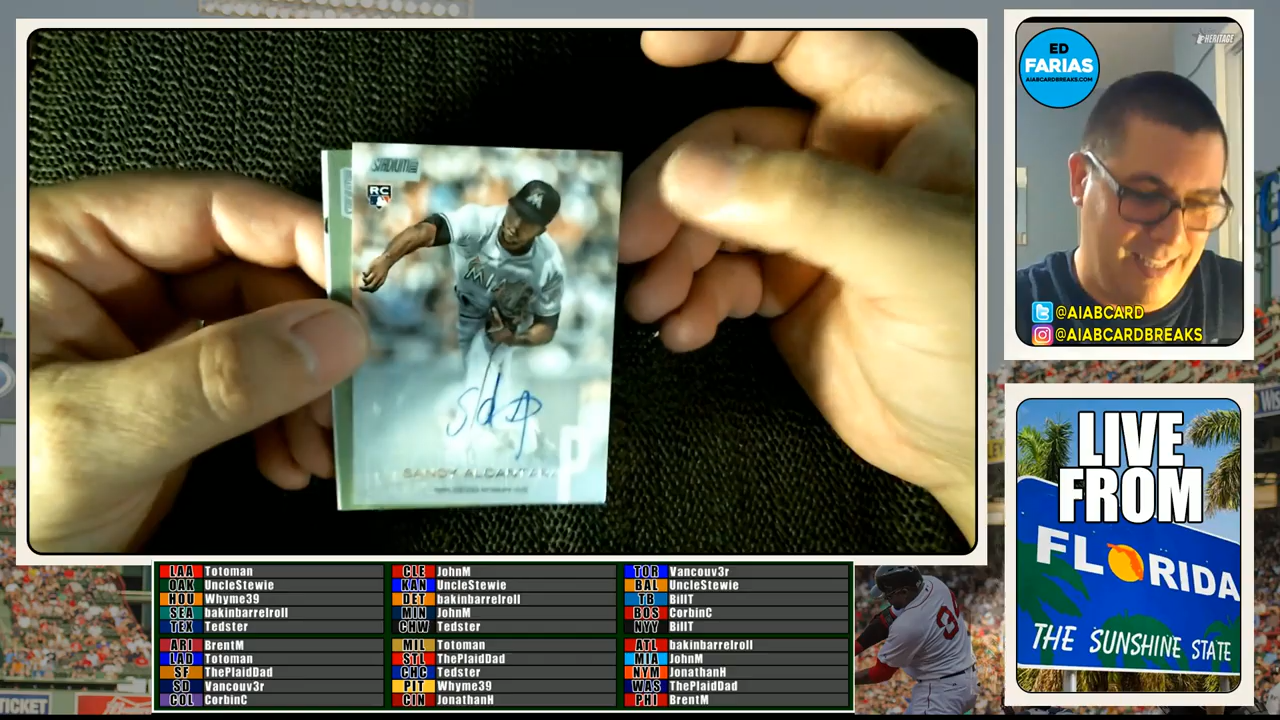 STADIUM
RC
M
MI
SANDY ALCANTARA
HERITAGE
ED
FARIAS
AIABCARDBREAKS.COM
@AIABCARD
@AIABCARDBREAKS
LIVE
FROM
FLORIDA
THE SUNSHINE STATE
LAA Totoman
OAK UncleStewie
HOU Whyme39
SEA bakinbarrelroll
TEX Tedster
CLE JohnM
KAN UncleStewie
DET bakinbarrelroll
MIN JohnM
CHW Tedster
TOR Vancouv3r
BAL UncleStewie
TB BillT
BOS CorbinC
NYY BillT
ARI BrentM
LAD Totoman
SF ThePlaidDad
SD Vancouv3r
COL CorbinC
MIL Totoman
STL ThePlaidDad
CHC Tedster
PIT Whyme39
CIN JonathanH
ATL bakinbarrelroll
MIA JohnM
NYM JonathanH
WAS ThePlaidDad
PHI BrentM
34
TICKET